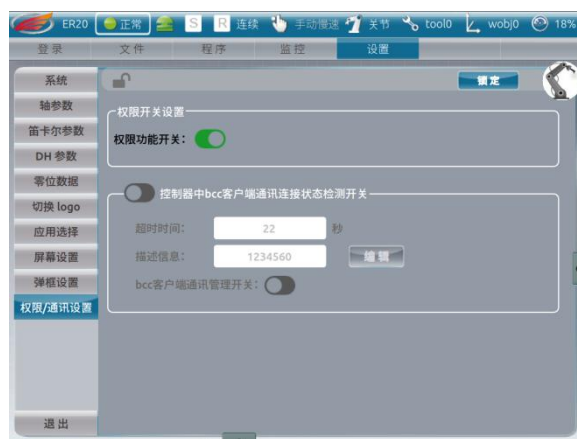 ER20 正常 S R 连续 手动慢速 关节 tool0 wobj0 18%
登录 文件 程序 监控 设置
系统
锁定
轴参数
权限开关设置
笛卡尔参数
权限功能开关：
DH 参数
零位数据
控制器中bcc客户端通讯连接状态检测开关
切换 logo
应用选择
超时时间： 22 秒
屏幕设置
描述信息： 1234560 编辑
弹框设置
bcc客户端通讯管理开关：
权限/通讯设置
退出